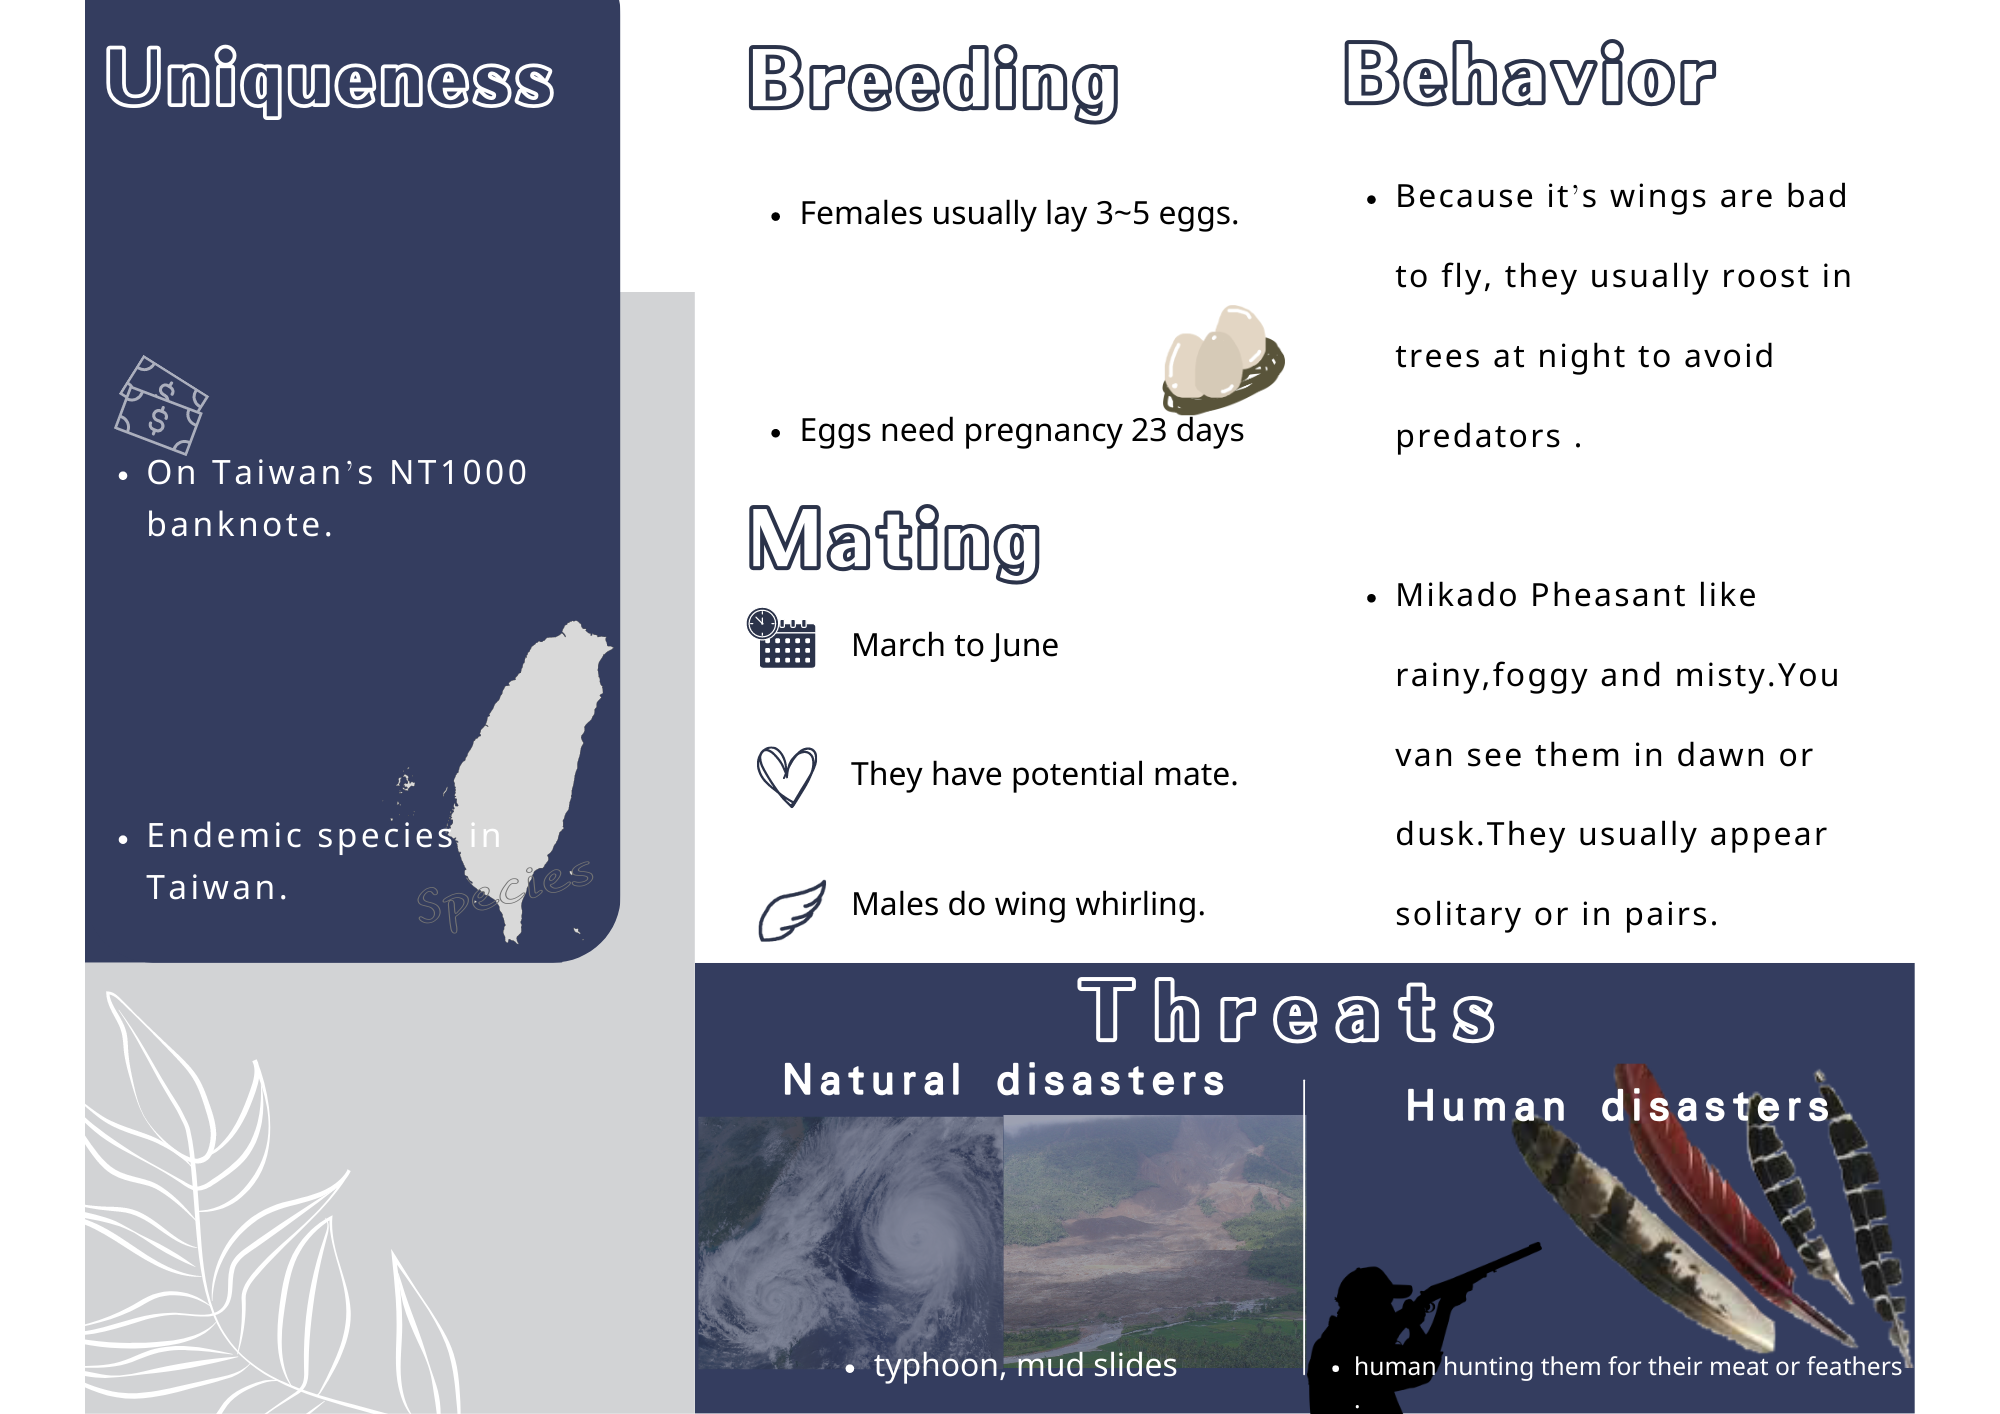 Uniqueness
On Taiwan’s NT1000
banknote.
Endemic species in
Taiwan.
Species
Breeding
Females usually lay 3~5 eggs.
Eggs need pregnancy 23 days
Mating
March to June
They have potential mate.
Males do wing whirling.
Behavior
Because it’s wings are bad
to fly, they usually roost in
trees at night to avoid
predators .
Mikado Pheasant like
rainy,foggy and misty.You
van see them in dawn or
dusk.They usually appear
solitary or in pairs.
Threats
Natural disasters
typhoon, mud slides
Human disasters
human hunting them for their meat or feathers
.